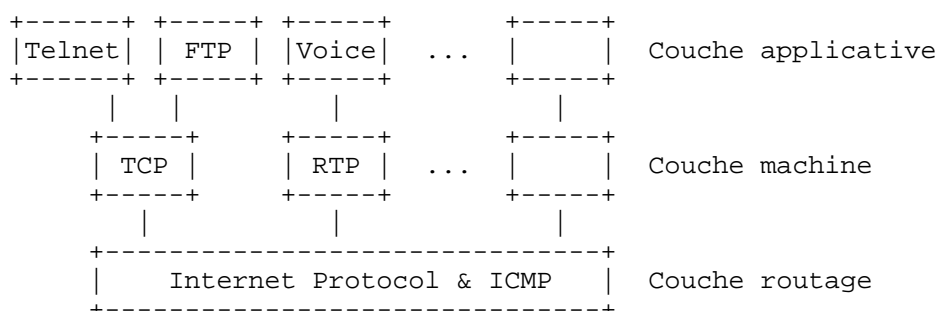 Telnet FTP Voice ... Couche applicative
TCP RTP ... Couche machine
Internet Protocol & ICMP Couche routage